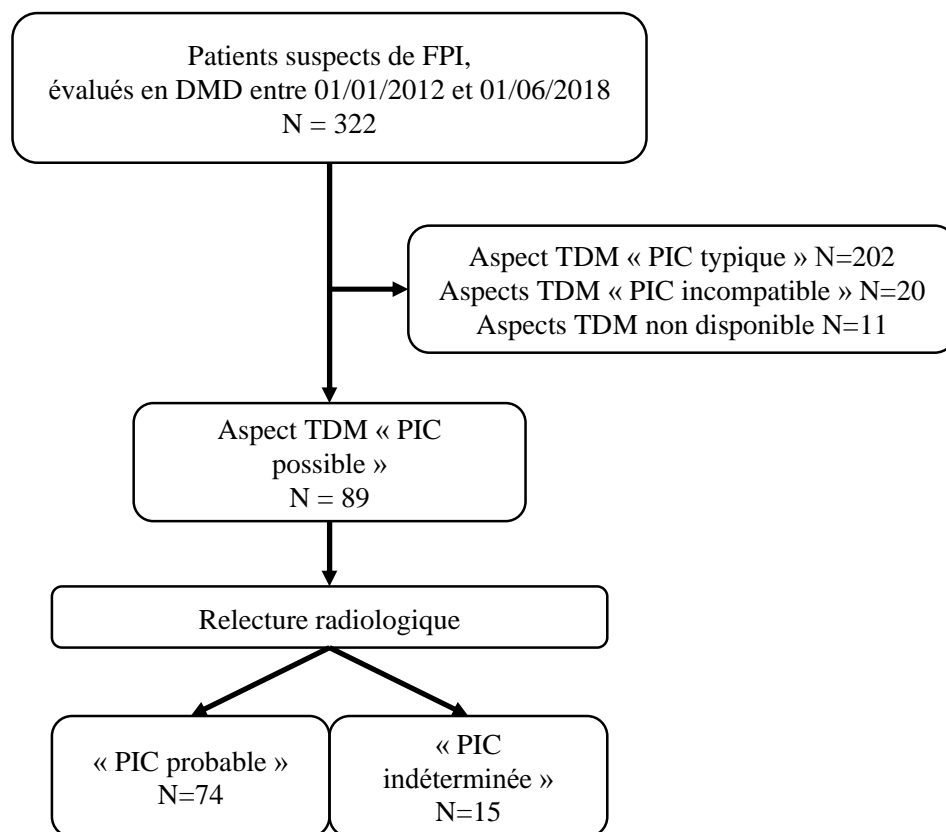 Patients suspects de FPI,
évalués en DMD entre 01/01/2012 et 01/06/2018
N = 322
Aspect TDM « PIC typique » N=202
Aspects TDM « PIC incompatible » N=20
Aspects TDM non disponible N=11
Aspect TDM « PIC
possible »
N = 89
Relecture radiologique
« PIC probable »
N=74
« PIC
indéterminée »
N=15